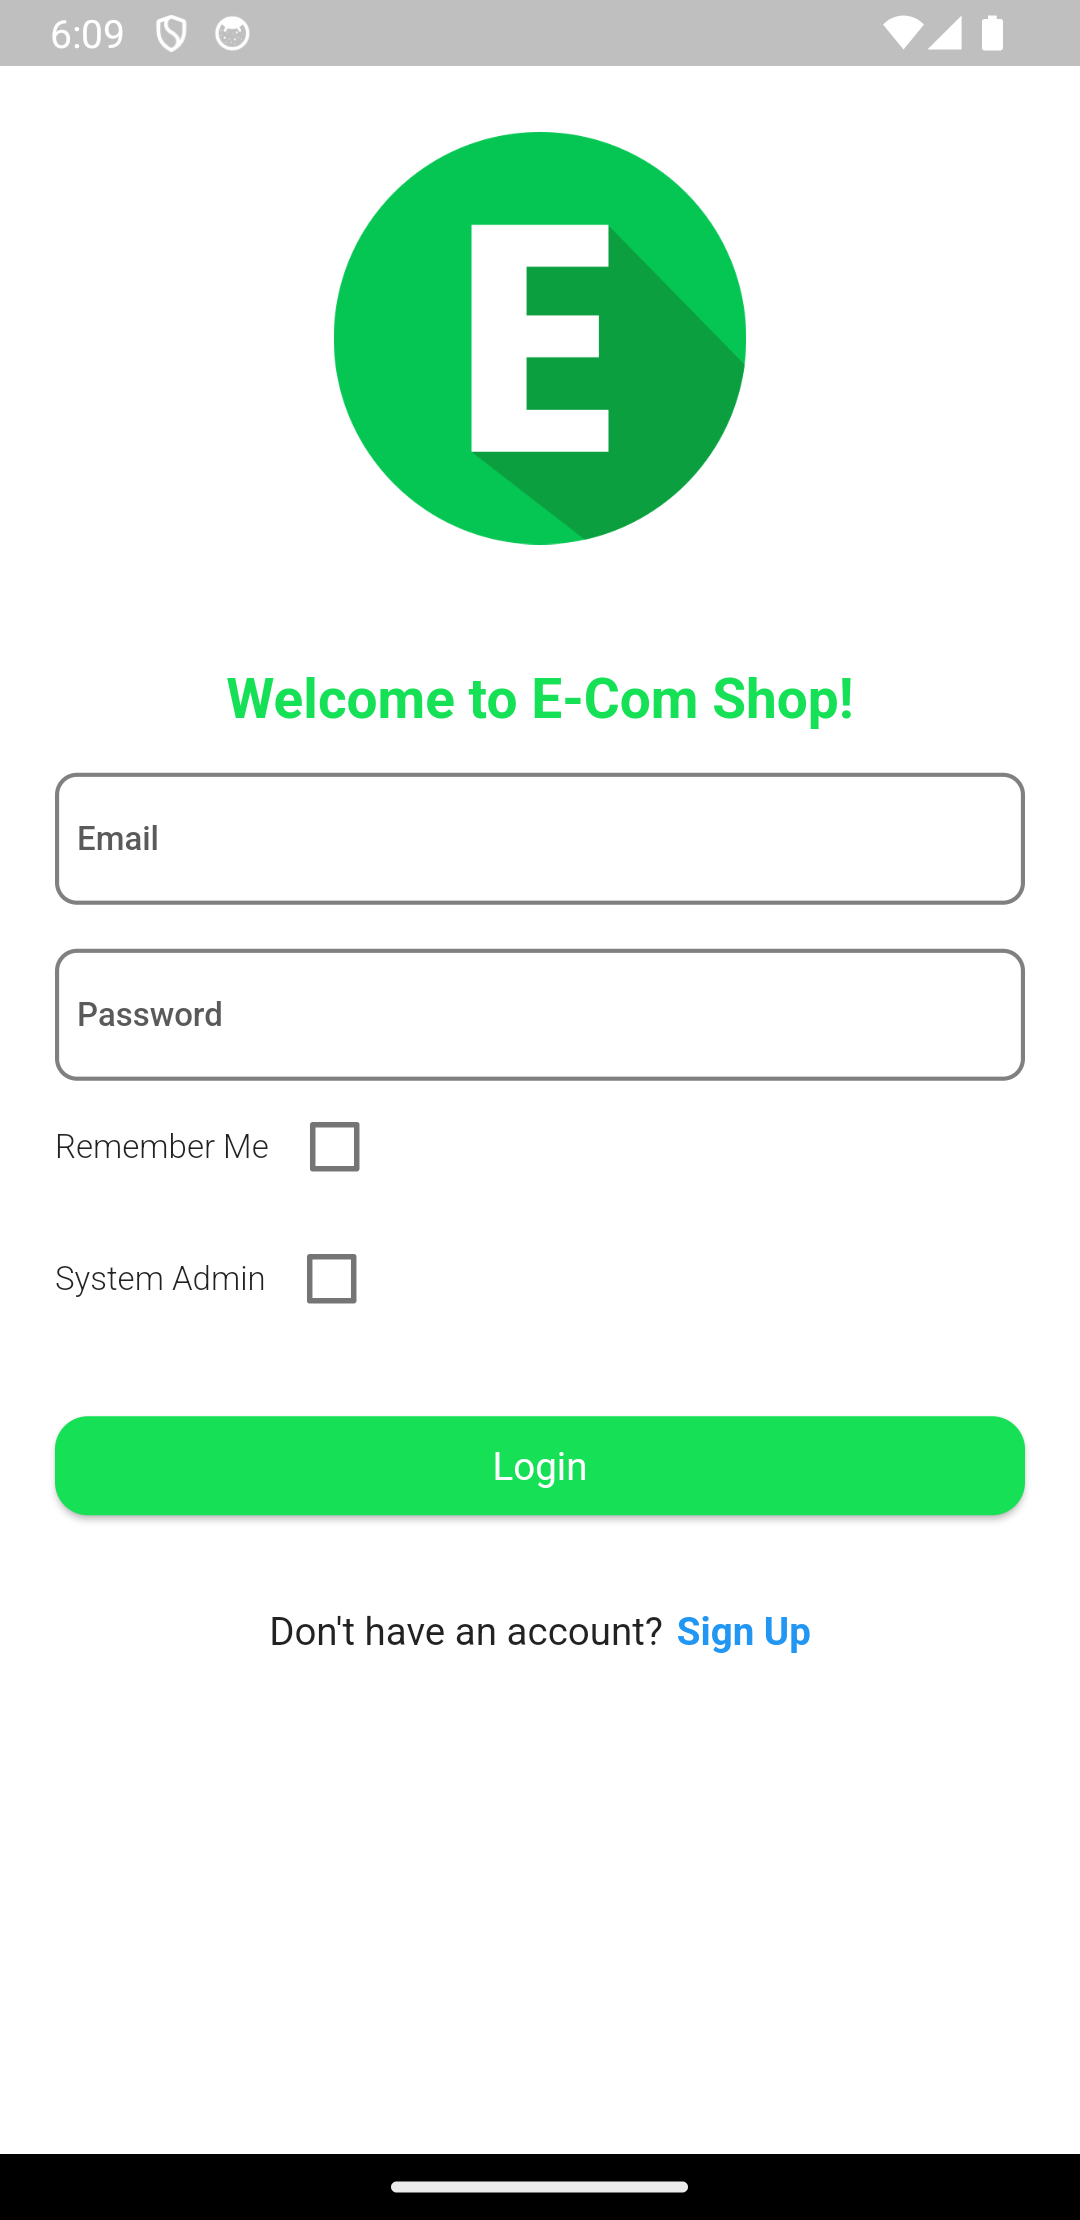 6:09
E
Welcome to E-Com Shop!
Email
Password
Remember Me
System Admin
Login
Don't have an account? Sign Up